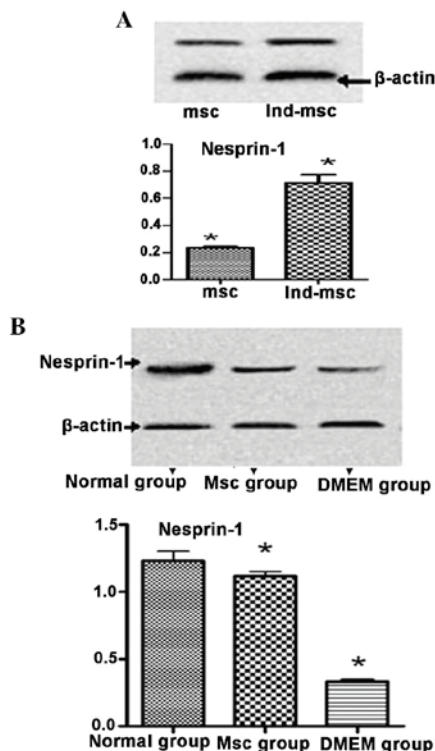 A
β-actin
msc Ind-msc
Nesprin-1
1.0
0.8
0.6
0.4
0.2
0.0
* *
msc Ind-msc
B
Nesprin-1
β-actin
Normal group Msc group DMEM group
Nesprin-1
1.5
1.0
0.5
0.0
* *
Normal group Msc group DMEM group